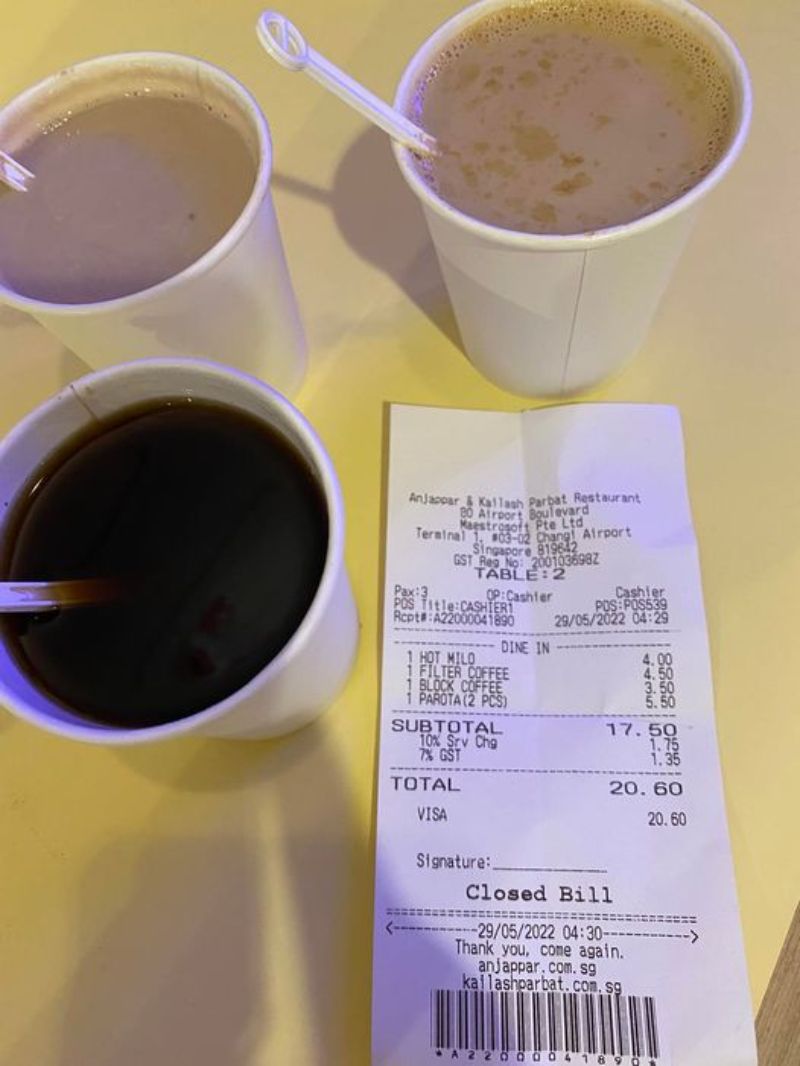 Anjappar & Kailash Parbat Restaurant
80 Airport Boulevard
Maestrosoft Pte Ltd
Terminal 1, #03-02 Changi Airport
Singapore 819642
GST Reg No: 200103698Z
TABLE:2
Pax:3 OP:Cashier Cashier
POS Title:CASHIER1 POS:POS539
Rcpt#:A22000041890 29/05/2022 04:29
DINE IN
1 HOT MILO 4.00
1 FILTER COFFEE 4.50
1 BLOCK COFFEE 3.50
1 PAROTA(2 PCS) 5.50
SUBTOTAL 17.50
10% Srv Chg 1.75
7% GST 1.35
TOTAL 20.60
VISA 20.60
Signature:
Closed Bill
<----------29/05/2022 04:30---------->
Thank you, come again.
anjappar.com.sg
kailashparbat.com.sg
*A22000041890*